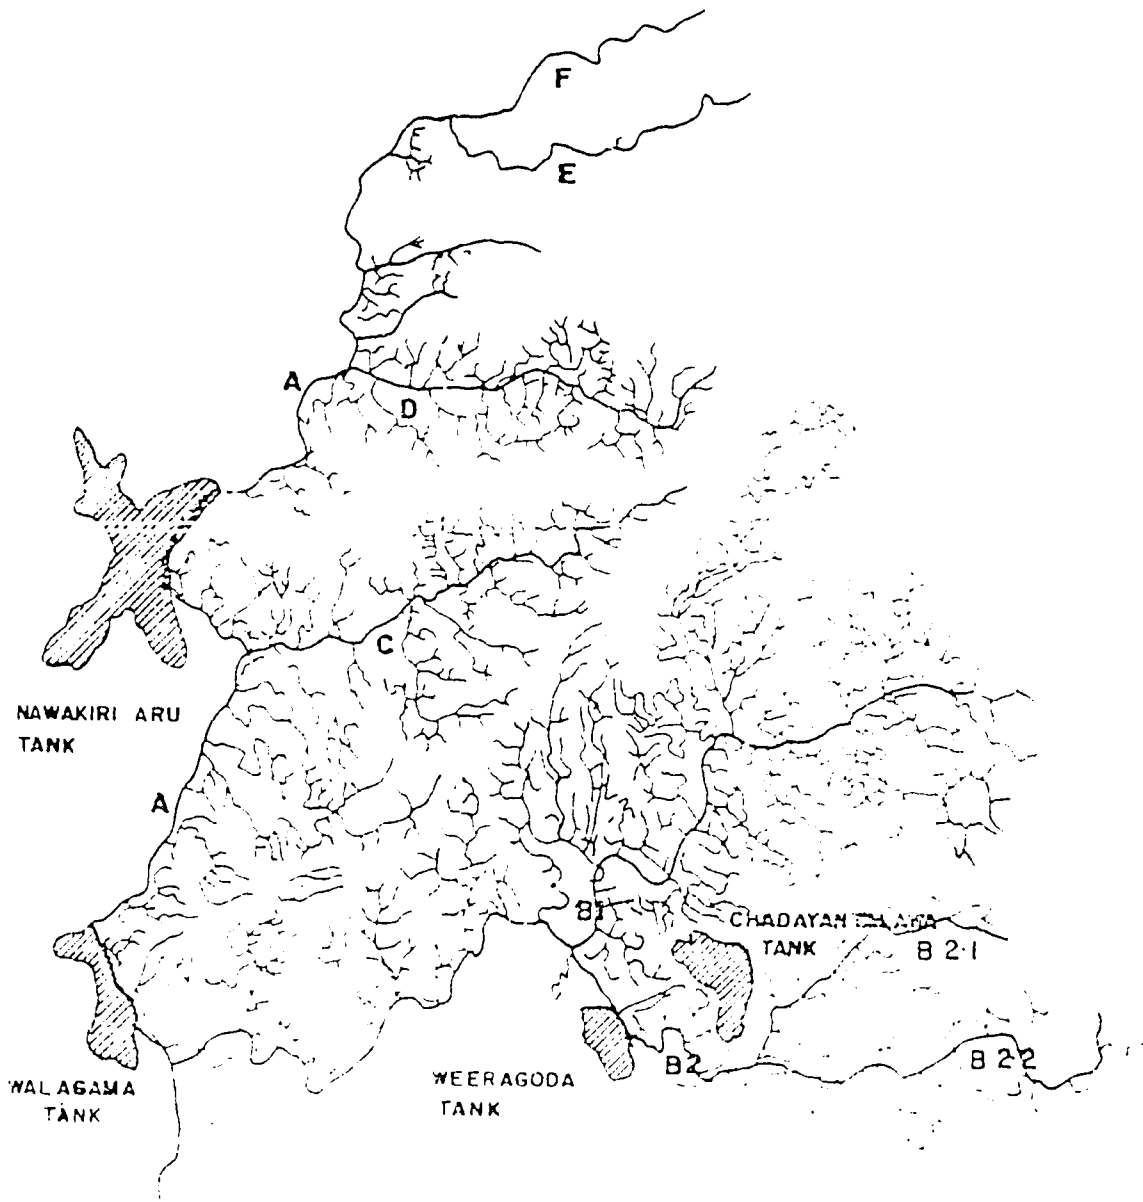 F
E
A
D
C
NAWAKIRI ARU
TANK
A
B1
CHADAYAN
TANK
B 2·1
WALAGAMA
TANK
WEERAGODA
TANK
B2
B 2·2